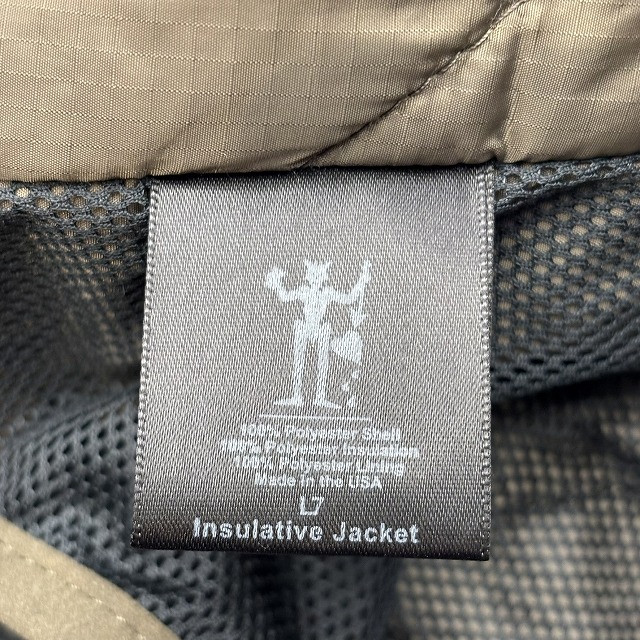 100% Polyester Shell
100% Polyester Insulation
100% Polyester Lining
Made in the USA
L7
Insulative Jacket